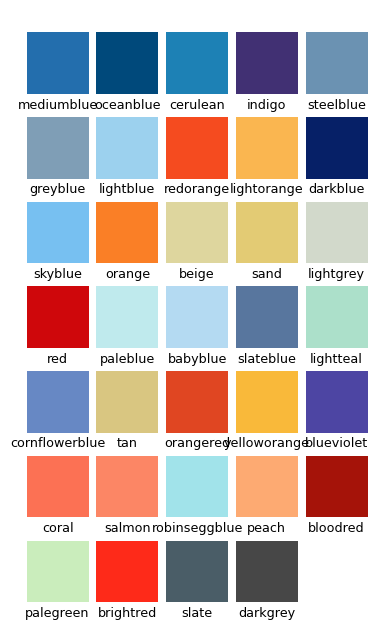 mediumblue oceanblue cerulean indigo steelblue
greyblue lightblue redorange lightorange darkblue
skyblue orange beige sand lightgrey
red paleblue babyblue slateblue lightteal
cornflowerblue tan orangered yelloworange blueviolet
coral salmon robinseggblue peach bloodred
palegreen brightred slate darkgrey